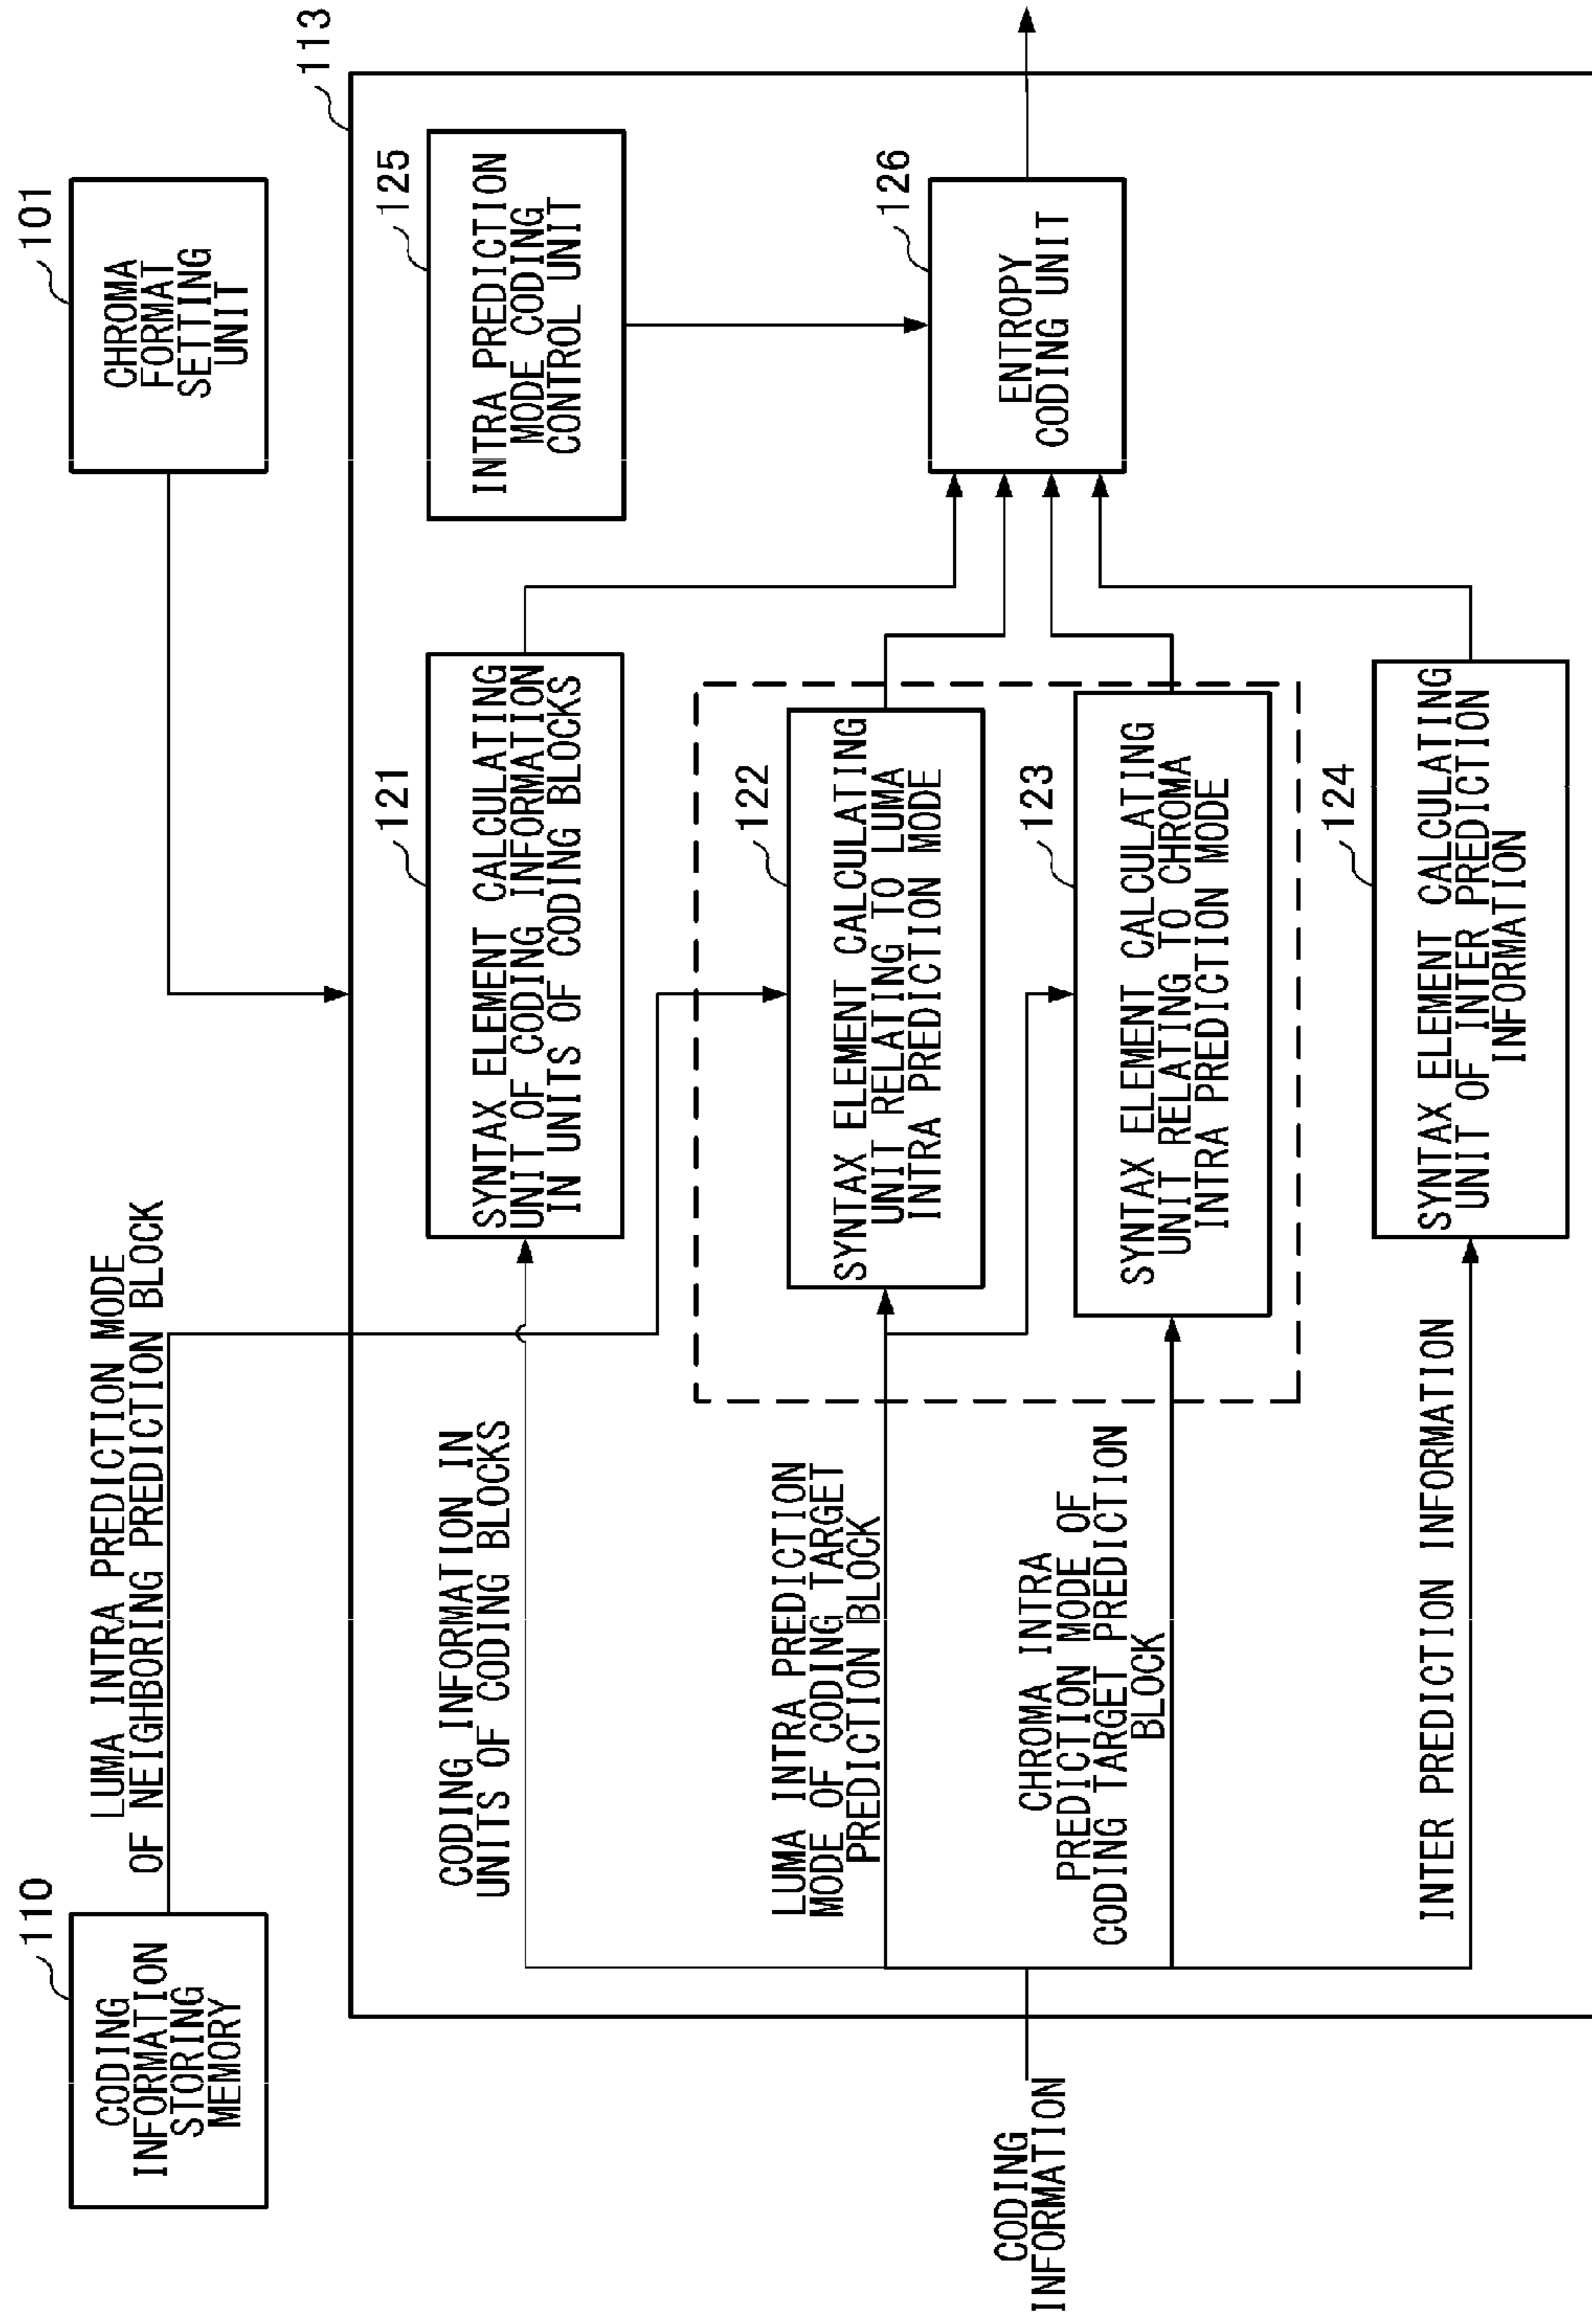 110
CODING
INFORMATION
STORING
MEMORY
LUMA INTRA PREDICTION MODE
OF NEIGHBORING PREDICTION BLOCK
101
CHROMA
FORMAT
SETTING
UNIT
113
CODING
INFORMATION
CODING INFORMATION IN
UNITS OF CODING BLOCKS
121
SYNTAX ELEMENT CALCULATING
UNIT OF CODING INFORMATION
IN UNITS OF CODING BLOCKS
125
INTRA PREDICTION
MODE CODING
CONTROL UNIT
LUMA INTRA PREDICTION
MODE OF CODING TARGET
PREDICTION BLOCK
122
SYNTAX ELEMENT CALCULATING
UNIT RELATING TO LUMA
INTRA PREDICTION MODE
126
ENTROPY
CODING UNIT
CHROMA INTRA
PREDICTION MODE OF
CODING TARGET PREDICTION
BLOCK
123
SYNTAX ELEMENT CALCULATING
UNIT RELATING TO CHROMA
INTRA PREDICTION MODE
INTER PREDICTION INFORMATION
124
SYNTAX ELEMENT CALCULATING
UNIT OF INTER PREDICTION
INFORMATION